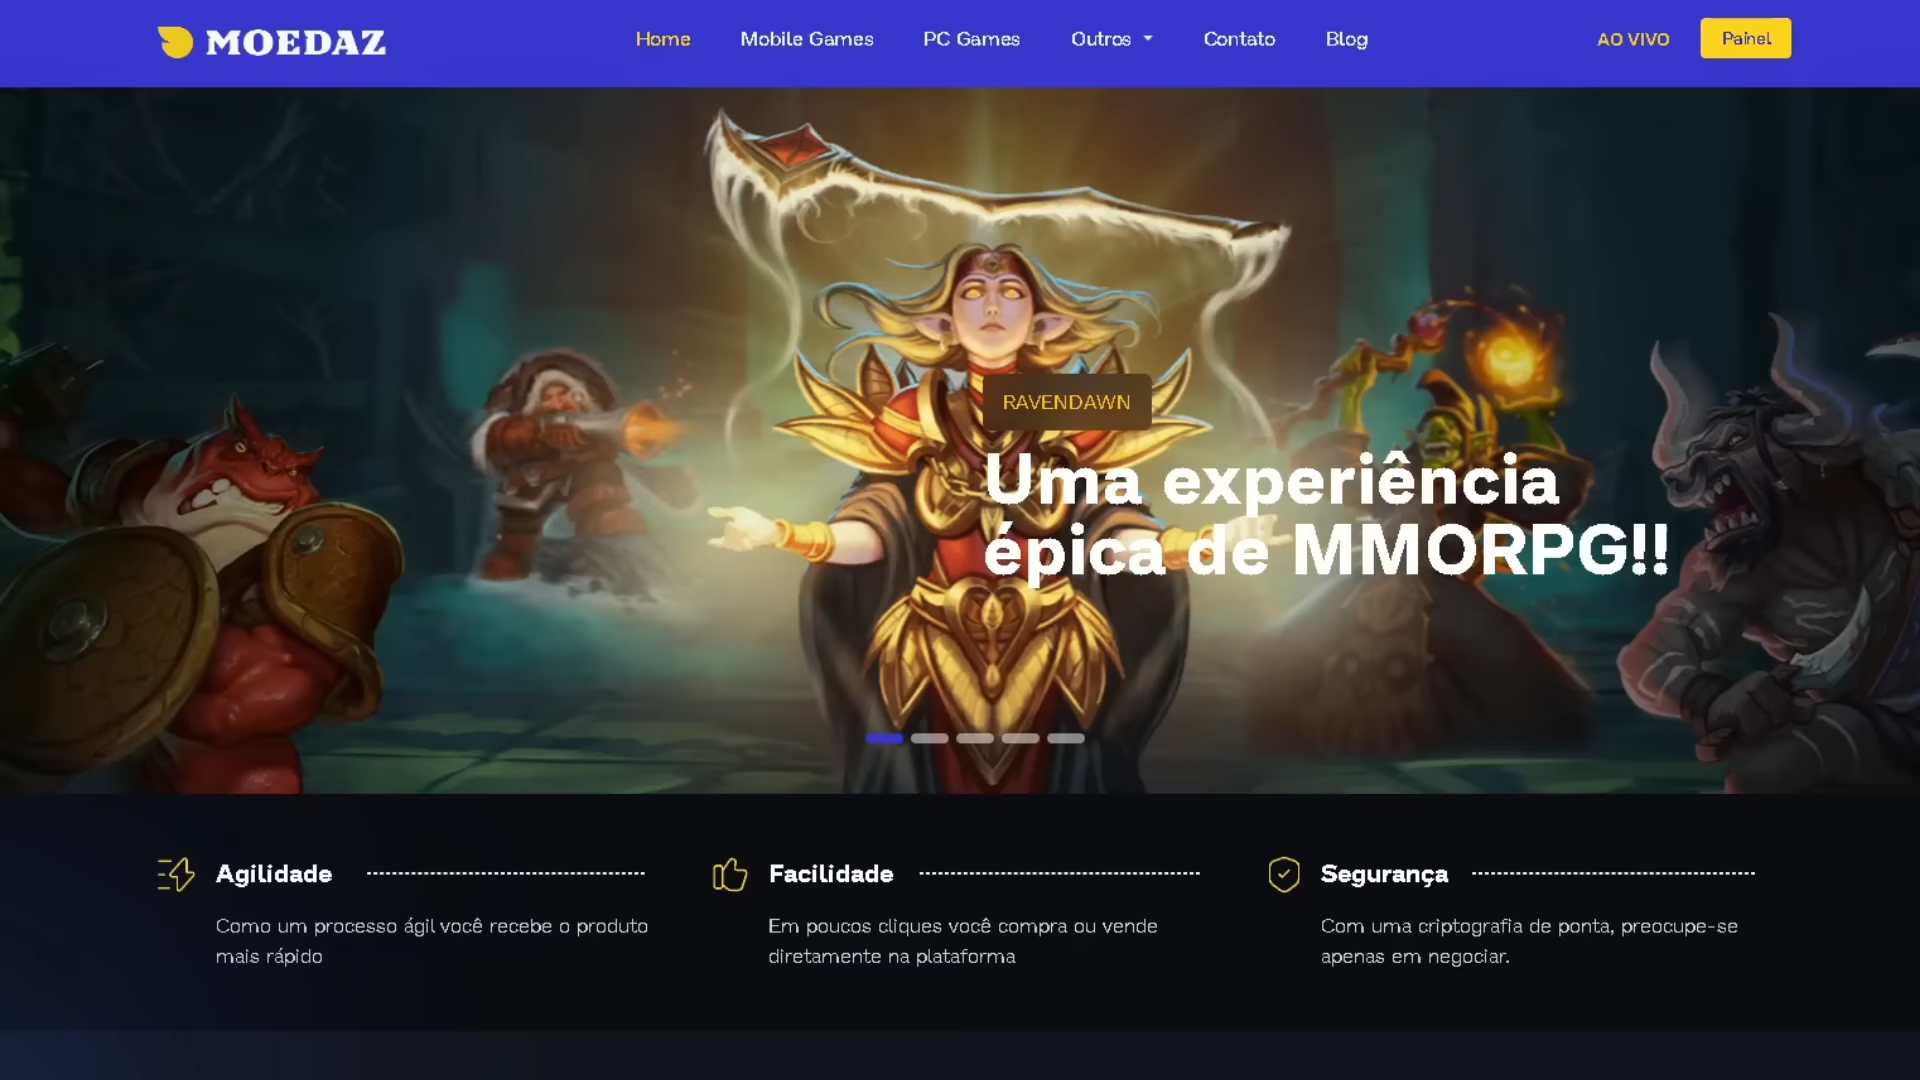 MOEDAZ
Home
Mobile Games
PC Games
Outros
Contato
Blog
AO VIVO
Painel
RAVENDAWN
Uma experiência
épica de MMORPG!!
Agilidade
Como um processo ágil você recebe o produto
mais rápido
Facilidade
Em poucos cliques você compra ou vende
diretamente na plataforma
Segurança
Com uma criptografia de ponta, preocupe-se
apenas em negociar.